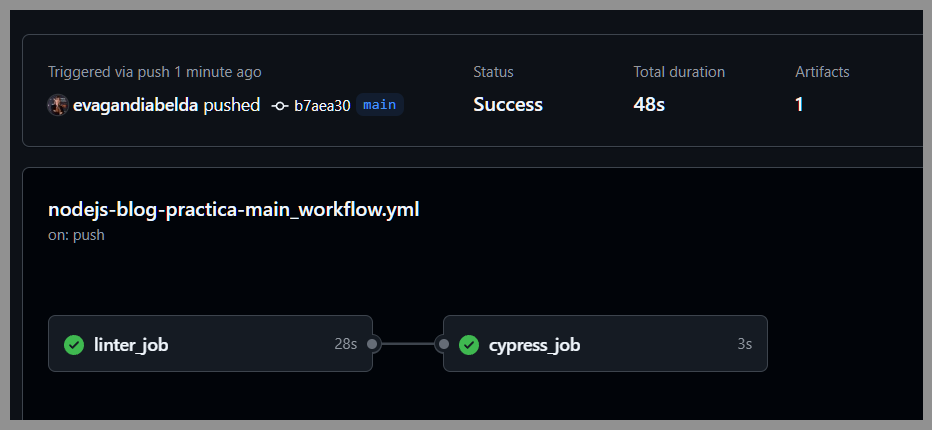 Triggered via push 1 minute ago
evagandiabelda pushed b7aea30 main
Status
Success
Total duration
48s
Artifacts
1
nodejs-blog-practica-main_workflow.yml
on: push
linter_job 28s
cypress_job 3s